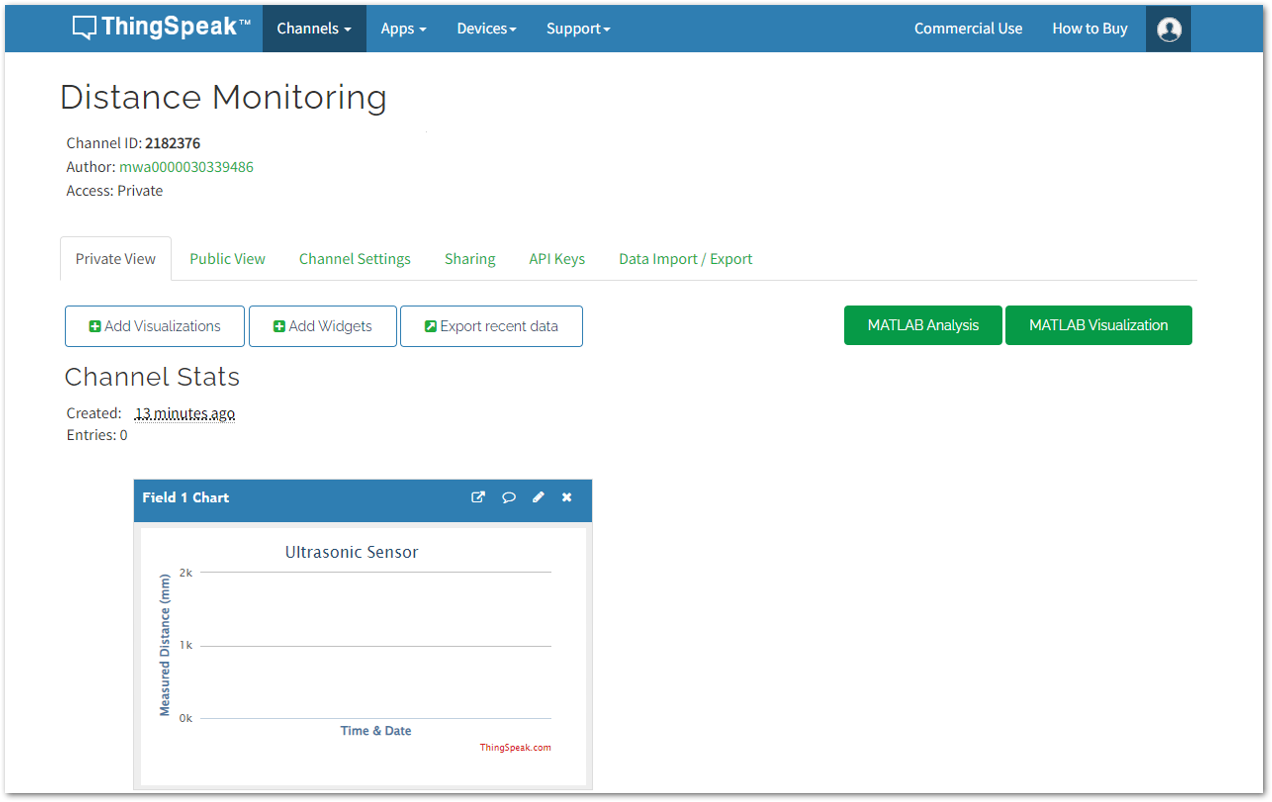 ThingSpeak™ Channels Apps Devices Support Commercial Use How to Buy
Distance Monitoring
Channel ID: 2182376
Author: mwa0000030339486
Access: Private
Private View Public View Channel Settings Sharing API Keys Data Import / Export
Add Visualizations Add Widgets Export recent data MATLAB Analysis MATLAB Visualization
Channel Stats
Created: 13 minutes ago
Entries: 0
Field 1 Chart
Ultrasonic Sensor
Measured Distance (mm)
2k
1k
0k
Time & Date
ThingSpeak.com